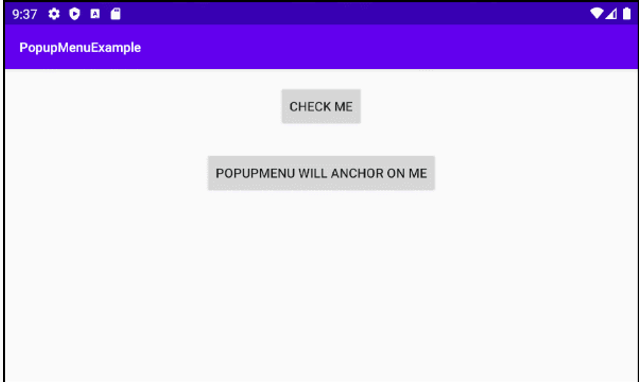 9:37
PopupMenuExample
CHECK ME
POPUPMENU WILL ANCHOR ON ME